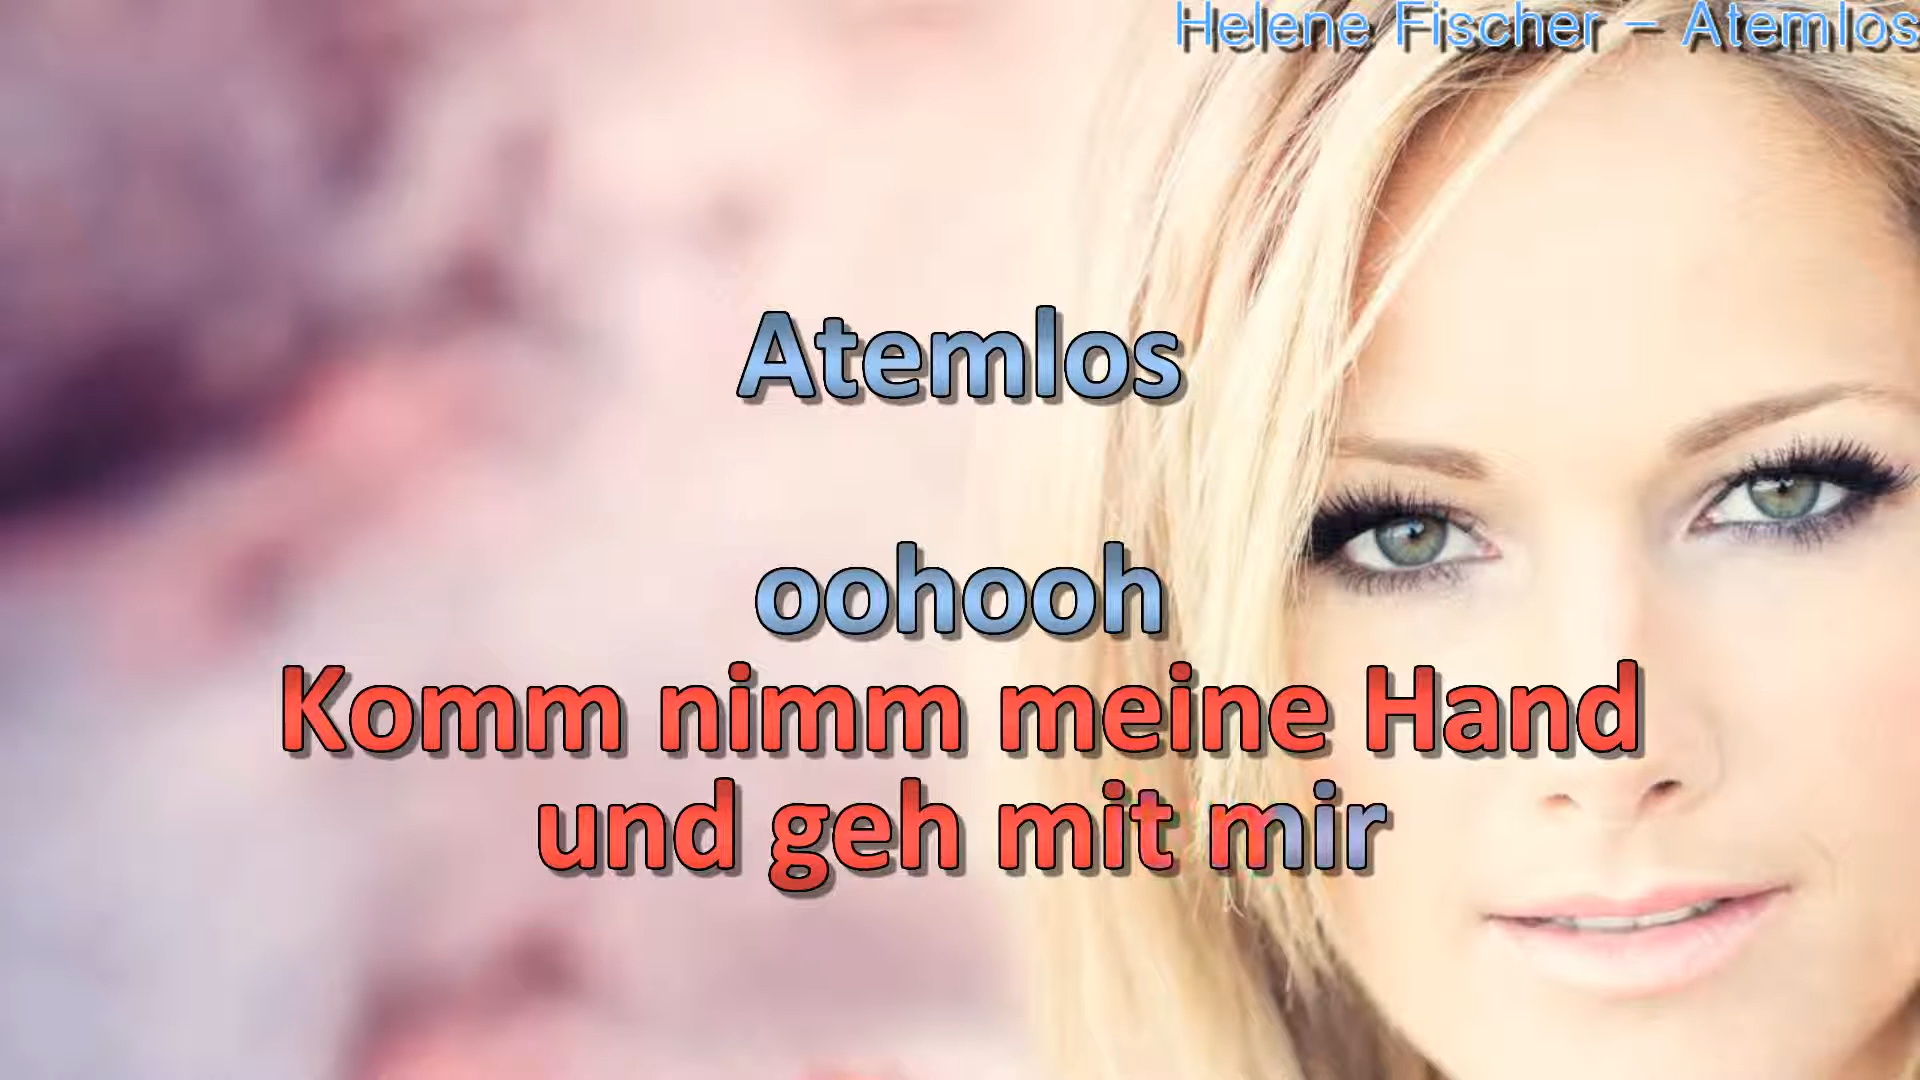 Helene Fischer - Atemlos
Atemlos
oohooh
Komm nimm meine Hand
und geh mit mir